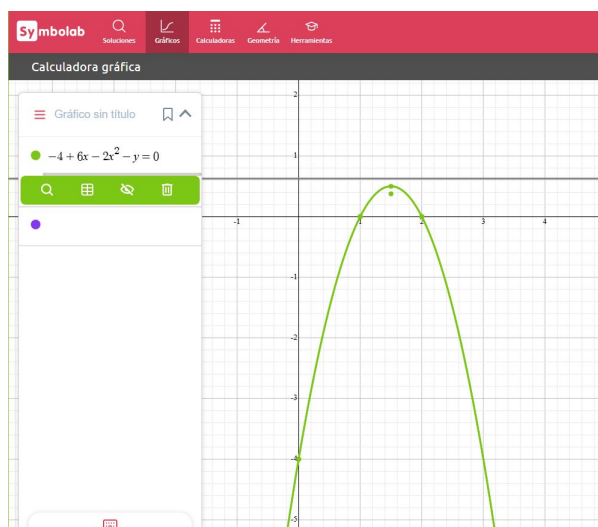 Symbolab
Soluciones
Gráficos
Calculadoras
Geometría
Herramientas
Calculadora gráfica
Gráfico sin título
−4 + 6x − 2x² − y = 0
2
1
-1
1
2
3
4
-1
-2
-3
-4
-5